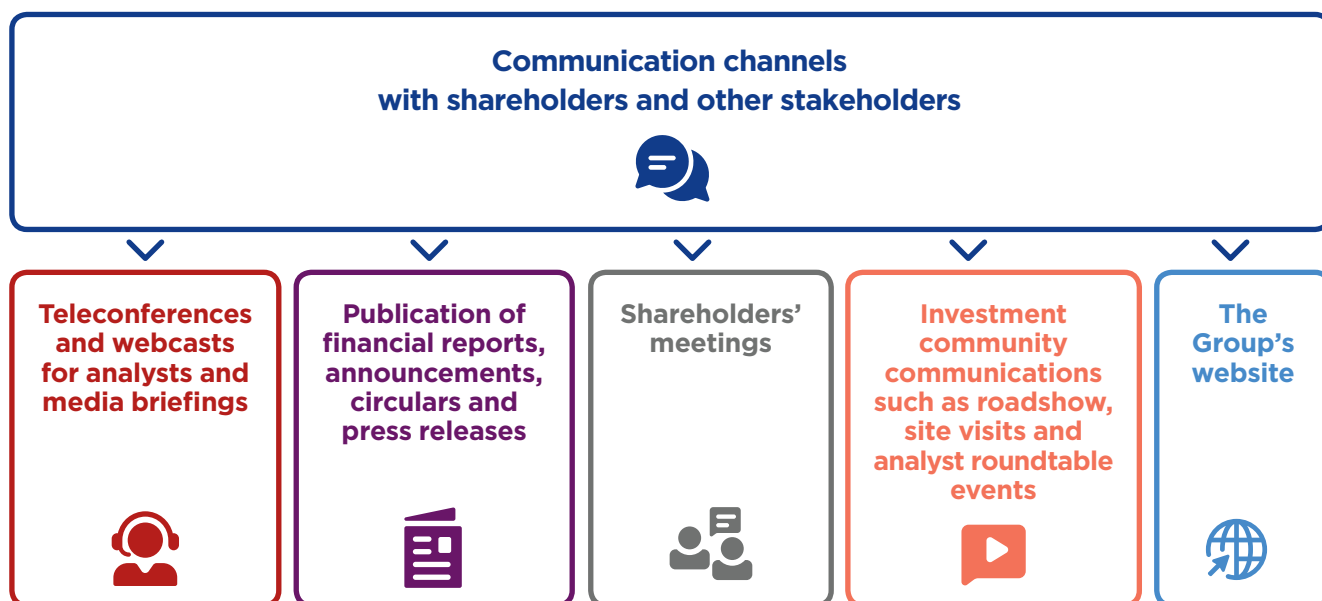 Communication channels
with shareholders and other stakeholders
Teleconferences
and webcasts
for analysts and
media briefings
Publication of
financial reports,
announcements,
circulars and
press releases
Shareholders’
meetings
Investment
community
communications
such as roadshow,
site visits and
analyst roundtable
events
The
Group’s
website